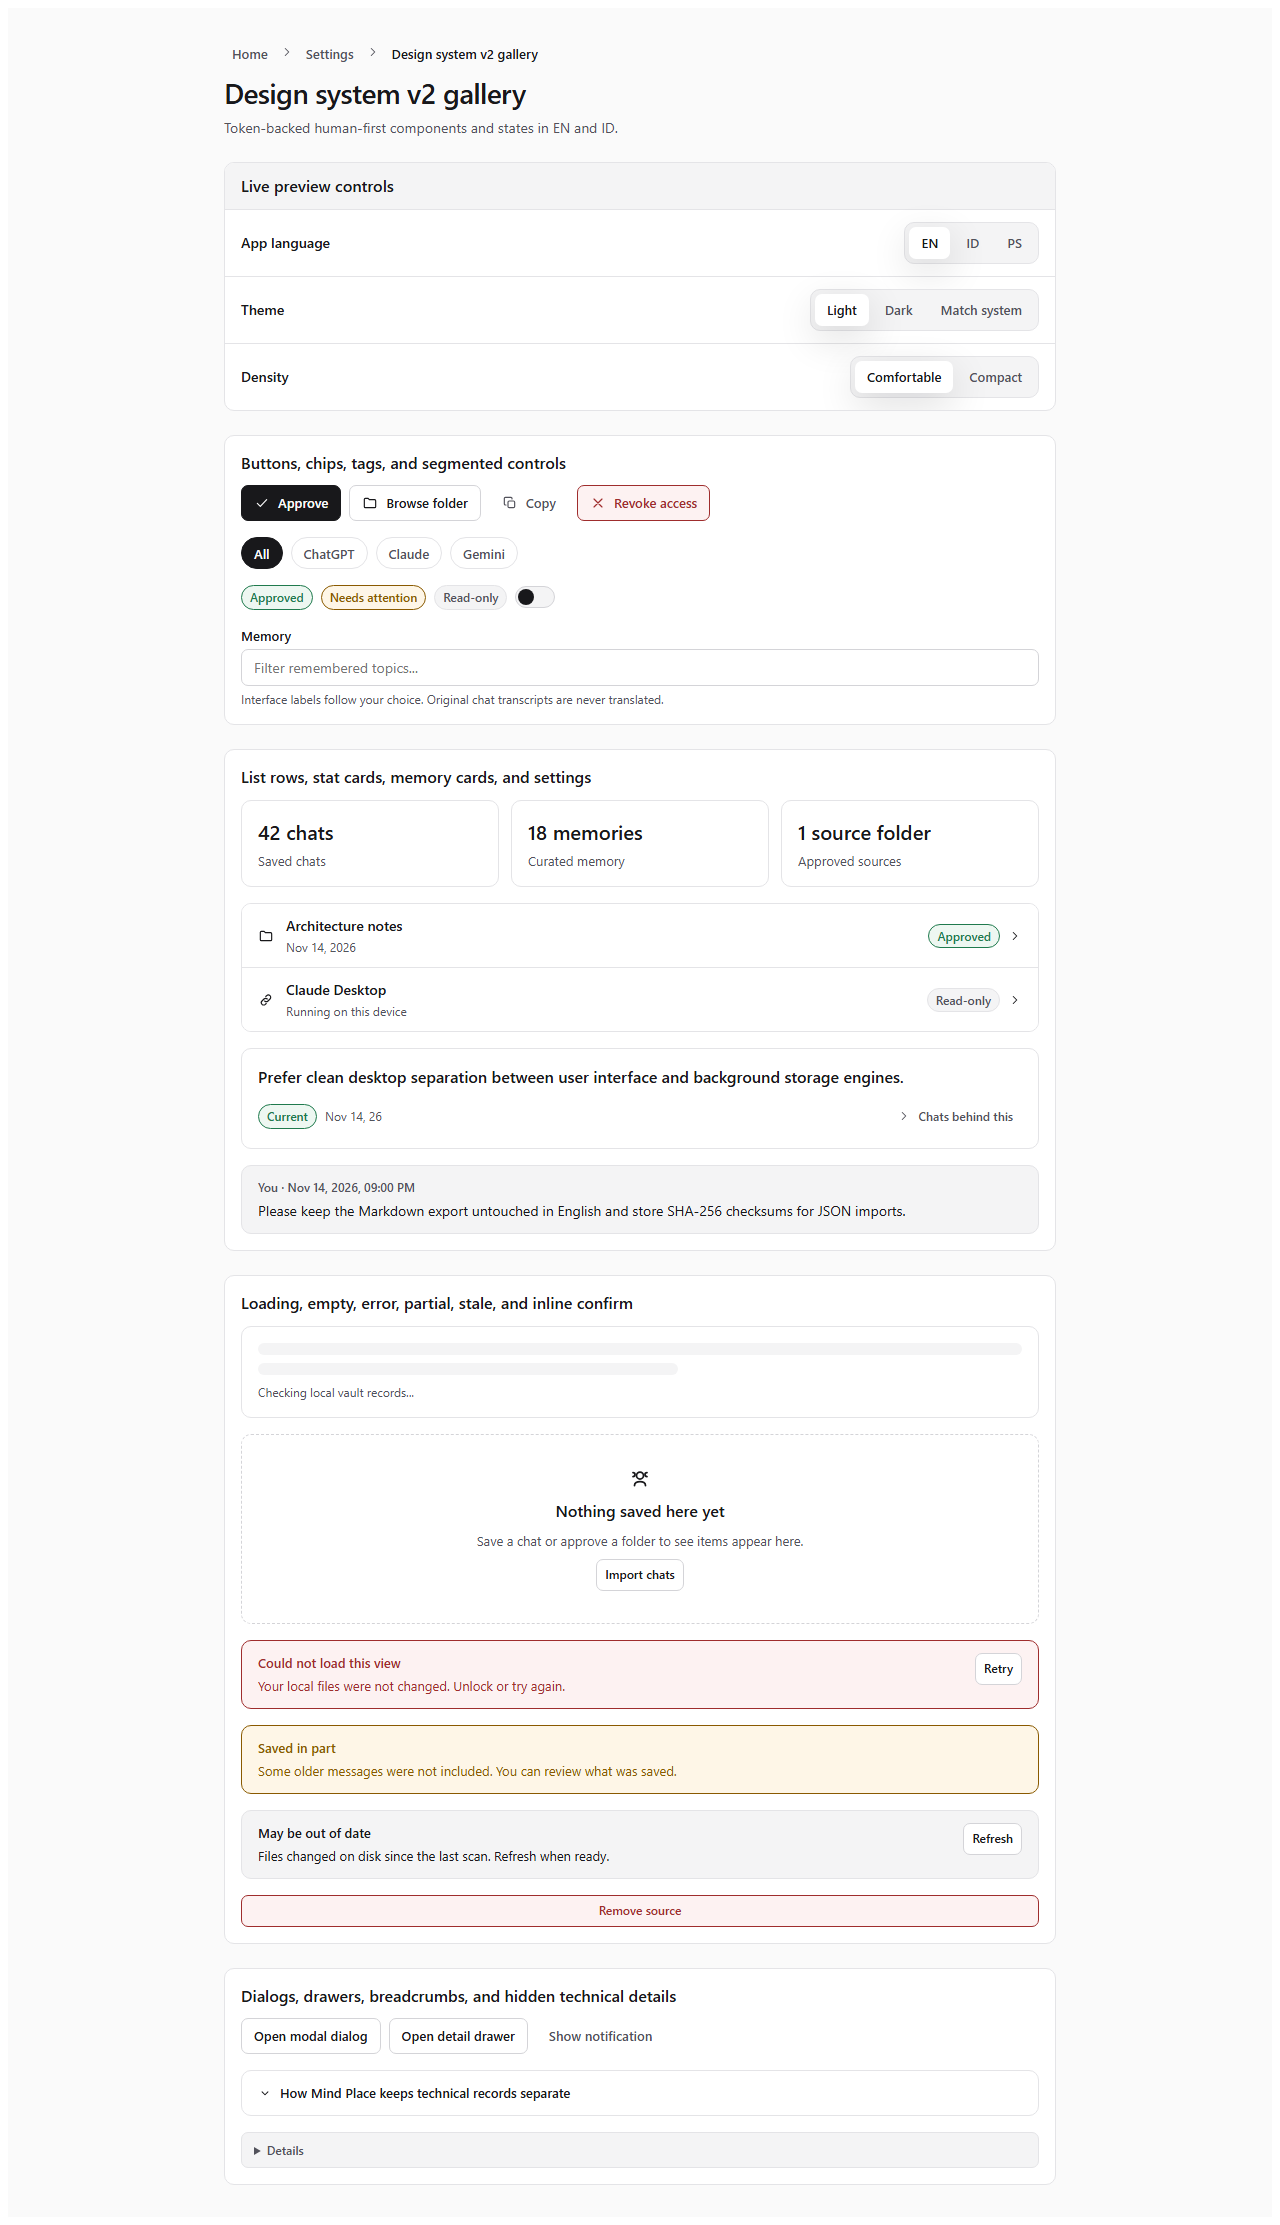 Home
Settings
Design system v2 gallery
Design system v2 gallery
Token-backed human-first components and states in EN and ID.
Live preview controls
App language
EN
ID
PS
Theme
Light
Dark
Match system
Density
Comfortable
Compact
Buttons, chips, tags, and segmented controls
Approve
Browse folder
Copy
Revoke access
All
ChatGPT
Claude
Gemini
Approved
Needs attention
Read-only
Memory
Filter remembered topics...
Interface labels follow your choice. Original chat transcripts are never translated.
List rows, stat cards, memory cards, and settings
42 chats
Saved chats
18 memories
Curated memory
1 source folder
Approved sources
Architecture notes
Nov 14, 2026
Approved
Claude Desktop
Running on this device
Read-only
Prefer clean desktop separation between user interface and background storage engines.
Current
Nov 14, 26
Chats behind this
You · Nov 14, 2026, 09:00 PM
Please keep the Markdown export untouched in English and store SHA-256 checksums for JSON imports.
Loading, empty, error, partial, stale, and inline confirm
Checking local vault records...
Nothing saved here yet
Save a chat or approve a folder to see items appear here.
Import chats
Could not load this view
Your local files were not changed. Unlock or try again.
Retry
Saved in part
Some older messages were not included. You can review what was saved.
May be out of date
Files changed on disk since the last scan. Refresh when ready.
Refresh
Remove source
Dialogs, drawers, breadcrumbs, and hidden technical details
Open modal dialog
Open detail drawer
Show notification
How Mind Place keeps technical records separate
Details